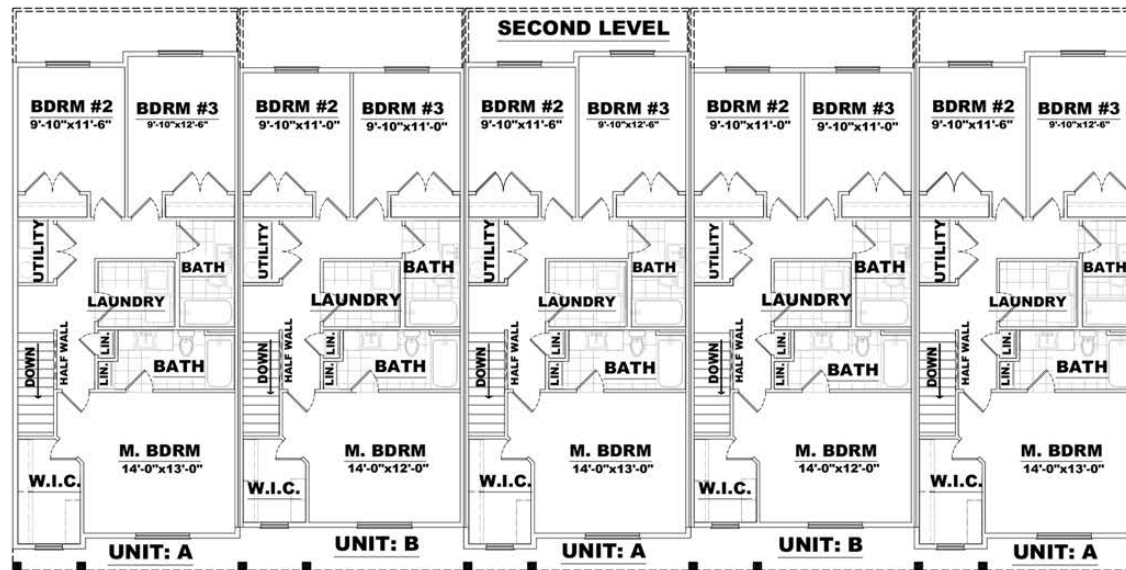 SECOND LEVEL
BDRM #2
9'-10"x11'-6"
BDRM #3
9'-10"x12'-6"
BDRM #2
9'-10"x11'-0"
BDRM #3
9'-10"x11'-0"
BDRM #2
9'-10"x11'-6"
BDRM #3
9'-10"x12'-6"
BDRM #2
9'-10"x11'-0"
BDRM #3
9'-10"x11'-0"
BDRM #2
9'-10"x11'-6"
BDRM #3
9'-10"x12'-6"
UTILITY
BATH
UTILITY
BATH
UTILITY
BATH
UTILITY
BATH
UTILITY
BATH
LAUNDRY
LAUNDRY
LAUNDRY
LAUNDRY
LAUNDRY
DOWN
HALF WALL
LIN.
LIN.
BATH
DOWN
HALF WALL
LIN.
LIN.
BATH
DOWN
HALF WALL
LIN.
LIN.
BATH
DOWN
HALF WALL
LIN.
LIN.
BATH
DOWN
HALF WALL
LIN.
LIN.
BATH
M. BDRM
14'-0"x13'-0"
M. BDRM
14'-0"x12'-0"
M. BDRM
14'-0"x13'-0"
M. BDRM
14'-0"x12'-0"
M. BDRM
14'-0"x13'-0"
W.I.C.
W.I.C.
W.I.C.
W.I.C.
W.I.C.
UNIT: A
UNIT: B
UNIT: A
UNIT: B
UNIT: A